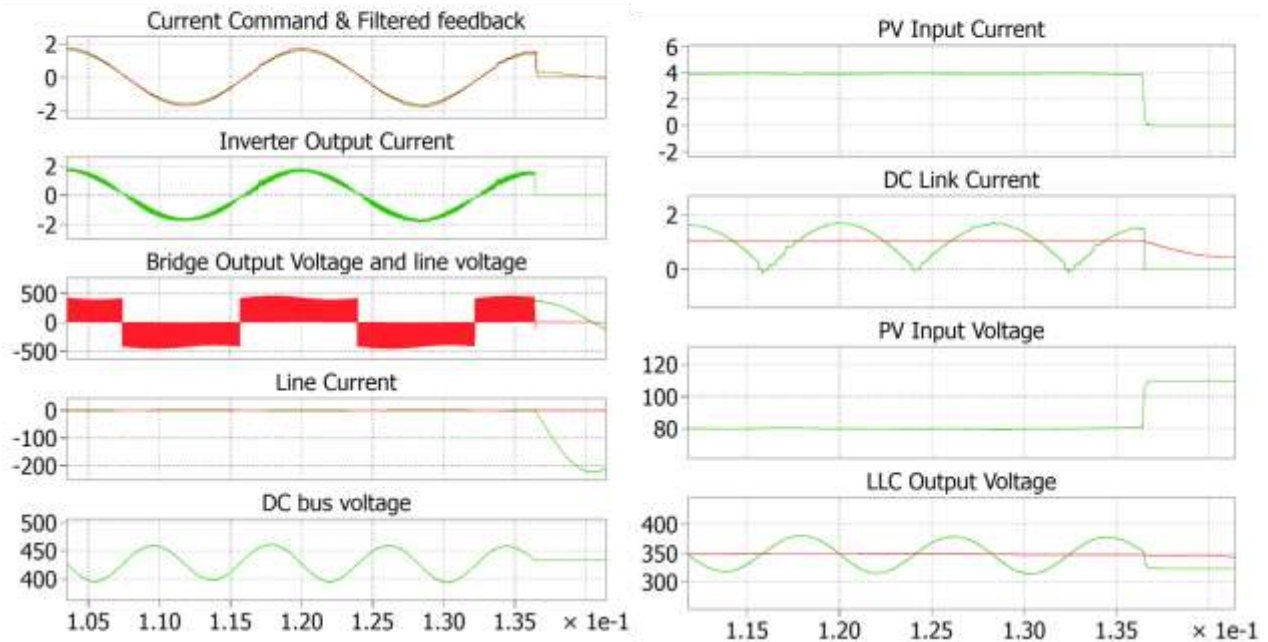 Current Command & Filtered feedback
2
0
-2
Inverter Output Current
2
0
-2
Bridge Output Voltage and line voltage
500
0
-500
Line Current
0
-100
-200
DC bus voltage
500
450
400
1.05 1.10 1.15 1.20 1.25 1.30 1.35 × 1e-1
PV Input Current
6
4
2
0
-2
DC Link Current
2
0
PV Input Voltage
120
100
80
LLC Output Voltage
400
350
300
1.15 1.20 1.25 1.30 1.35 × 1e-1